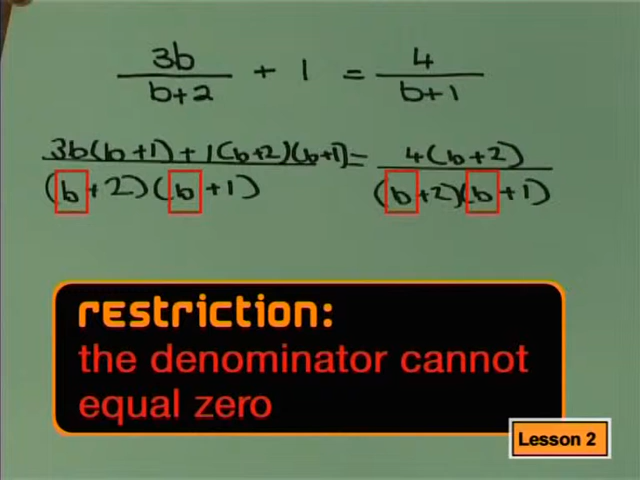 3b/(b+2) + 1 = 4/(b+1)
(3b(b+1) + 1(b+2)(b+1))/((b+2)(b+1)) = 4(b+2)/((b+2)(b+1))
restriction:
the denominator cannot
equal zero
Lesson 2